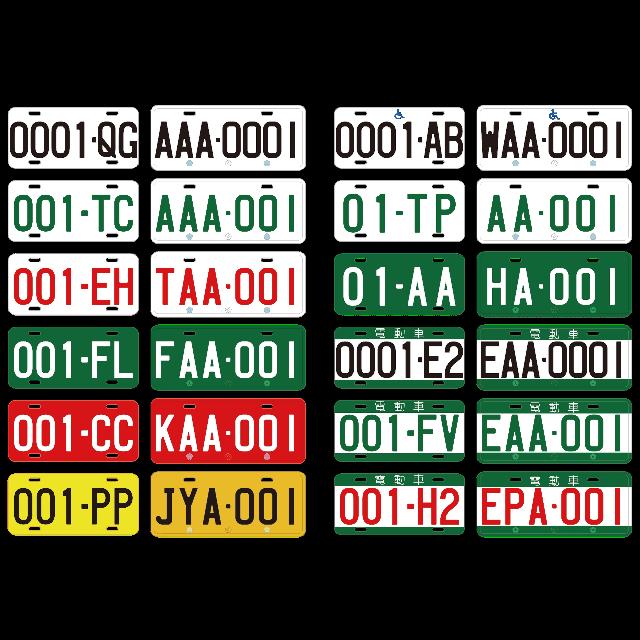 0001·QG AAA·0001 0001·AB WAA·0001
001-TC AAA·001 01-TP AA·001
001-EH TAA·001 01-AA HA·001
001-FL FAA·001 電動車 0001·E2 電動車 EAA·0001
001-CC KAA·001 電動車 001-FV 電動車 EAA·001
001-PP JYA·001 電動車 001-H2 電動車 EPA·001